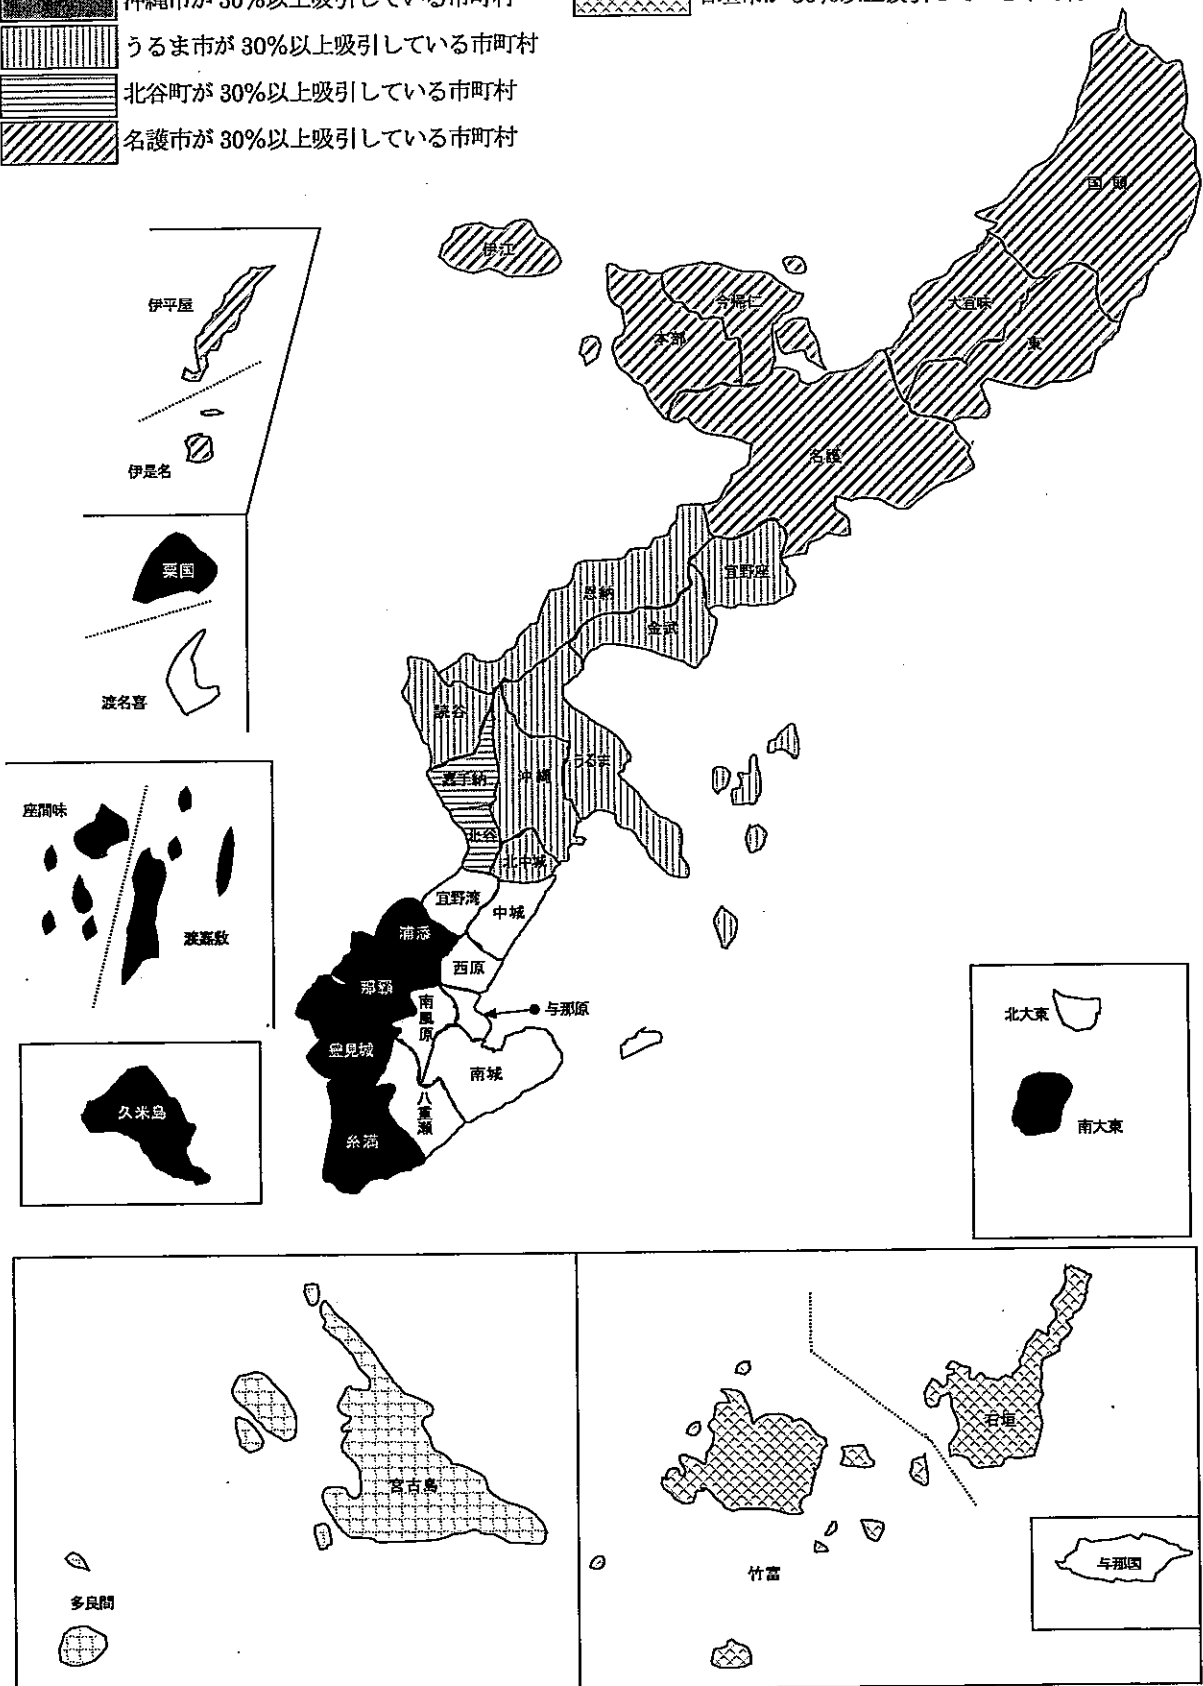 沖縄市が30%以上吸引している市町村
うるま市が30%以上吸引している市町村
北谷町が30%以上吸引している市町村
名護市が30%以上吸引している市町村
国頭
伊江
伊平屋
今帰仁
大宜味
本部
東
伊是名
名護
粟国
宜野座
恩納
金武
渡名喜
読谷
うるま
嘉手納
沖縄
座間味
北谷
北中城
宜野湾
中城
浦添
渡嘉敷
西原
那覇
南風原
与那原
北大東
豊見城
南城
久米島
八重瀬
南大東
糸満
石垣
宮古島
与那国
竹富
多良間